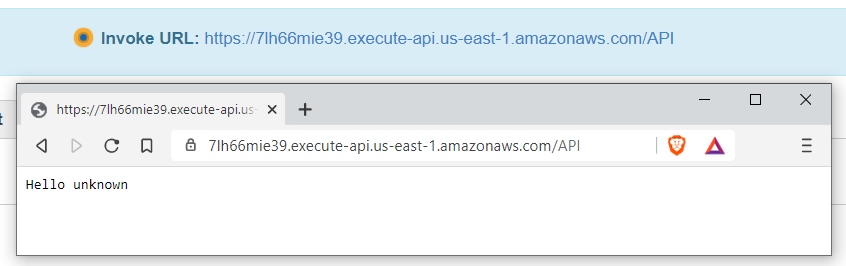 Invoke URL: https://7lh66mie39.execute-api.us-east-1.amazonaws.com/API
t
https://7lh66mie39.execute-api.us-
7lh66mie39.execute-api.us-east-1.amazonaws.com/API
Hello unknown